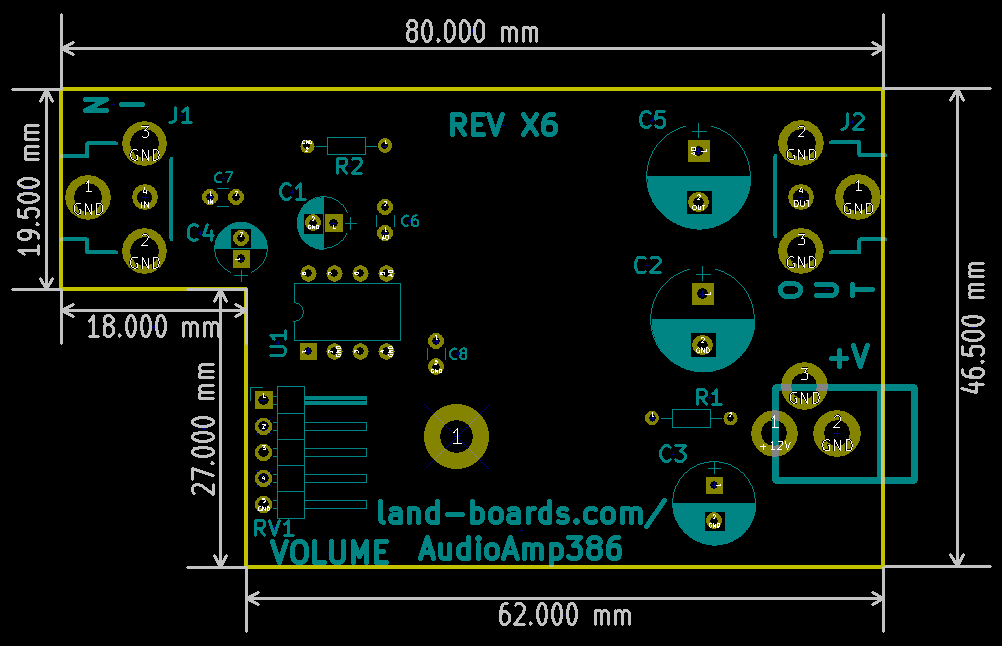 80.000 mm
N I
J1
REV X6
C5
J2
3
GND
R2
2
GND
19.500 mm
C7
1
GND
4
IN
C1
C6
4
OUT
1
GND
C4
2
GND
3
GND
C2
O U T
18.000 mm
U1
C8
+V
46.500 mm
3
GND
R1
1
+12V
2
GND
1
27.000 mm
C3
land-boards.com/
RV1
VOLUME
AudioAmp386
62.000 mm